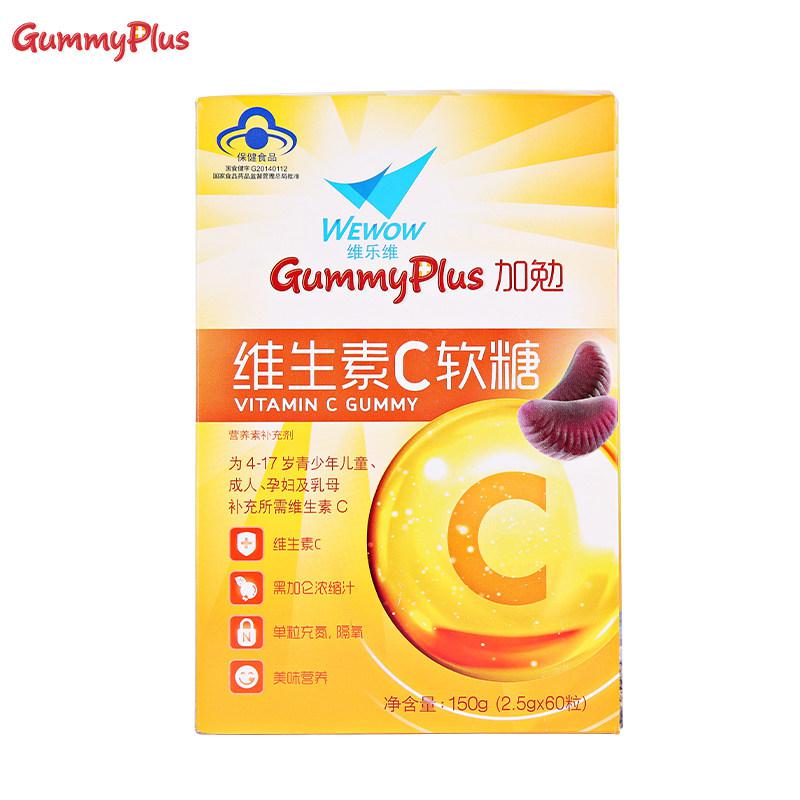 GummyPlus
保健食品
国食健字G20140112
国家食品药品监督管理总局批准
WEWOW
维乐维
GummyPlus 加勉
维生素C软糖
VITAMIN C GUMMY
营养素补充剂
为 4-17 岁青少年儿童、
成人、孕妇及乳母
补充所需维生素 C
C
维生素C
黑加仑浓缩汁
N
单粒充氮, 隔氧
美味营养
净含量: 150g (2.5gx60粒)